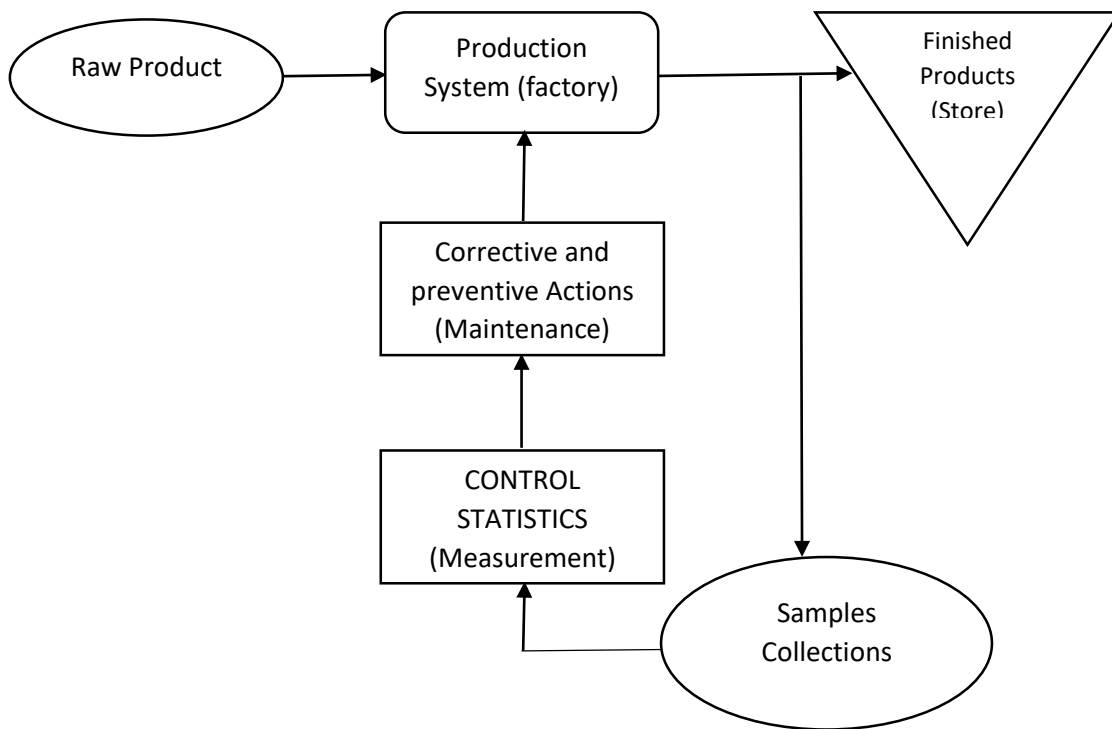 Raw Product
Production
System (factory)
Finished
Products
(Store)
Corrective and
preventive Actions
(Maintenance)
CONTROL
STATISTICS
(Measurement)
Samples
Collections